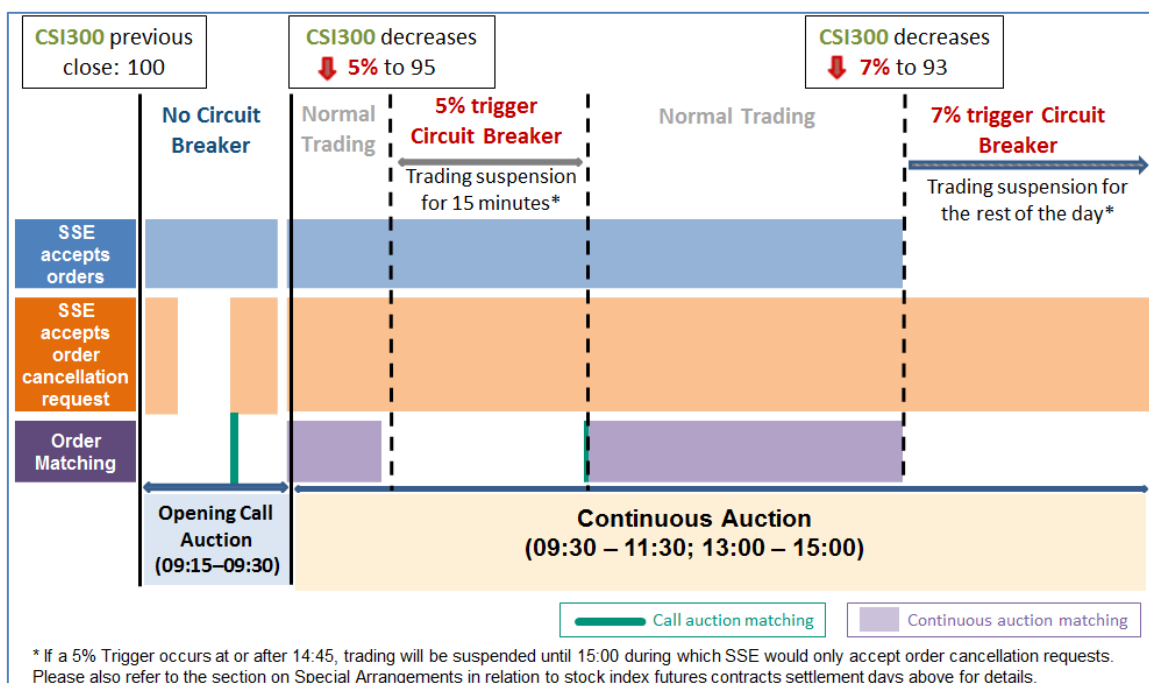 CSI300 previous
close: 100
CSI300 decreases
5% to 95
CSI300 decreases
7% to 93
No Circuit
Breaker
Normal
Trading
5% trigger
Circuit Breaker
Trading suspension
for 15 minutes*
Normal Trading
7% trigger Circuit
Breaker
Trading suspension for
the rest of the day*
SSE
accepts
orders
SSE
accepts
order
cancellation
request
Order
Matching
Opening Call
Auction
(09:15–09:30)
Continuous Auction
(09:30 – 11:30; 13:00 – 15:00)
Call auction matching
Continuous auction matching
* If a 5% Trigger occurs at or after 14:45, trading will be suspended until 15:00 during which SSE would only accept order cancellation requests.
Please also refer to the section on Special Arrangements in relation to stock index futures contracts settlement days above for details.